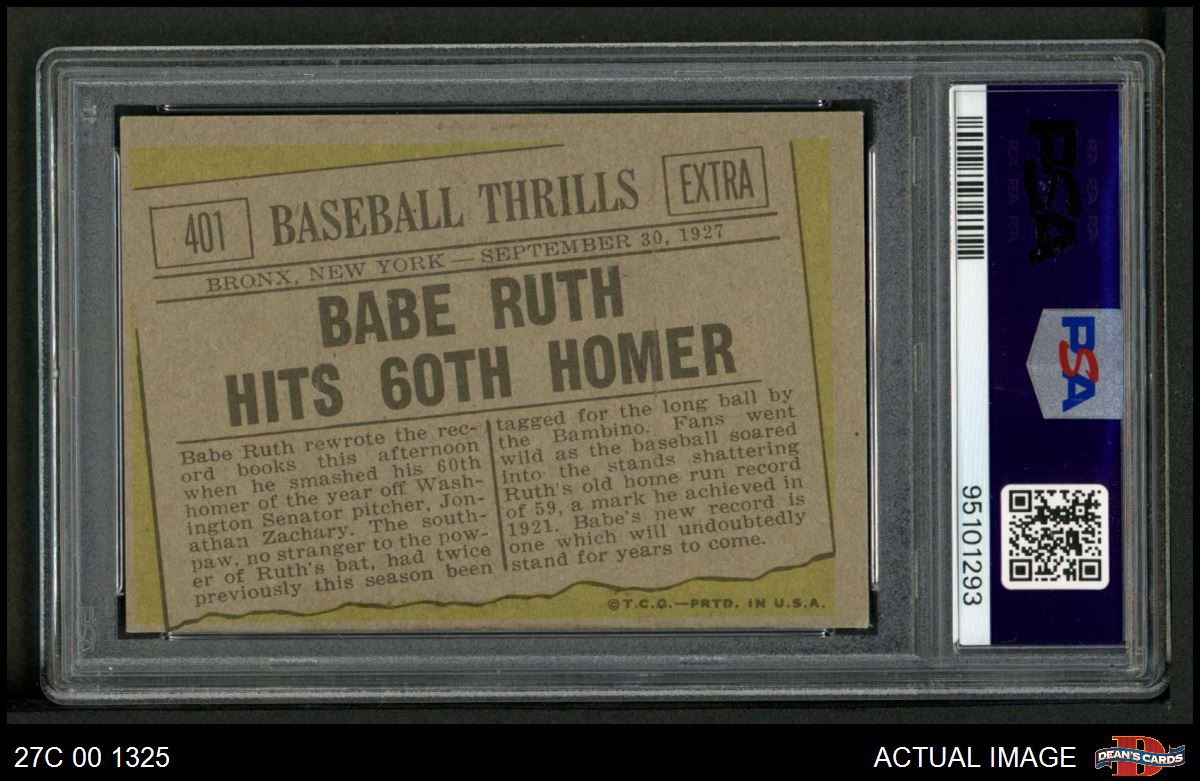 401 BASEBALL THRILLS EXTRA
BRONX, NEW YORK — SEPTEMBER 30, 1927
BABE RUTH
HITS 60TH HOMER
Babe Ruth rewrote the rec-
ord books this afternoon
when he smashed his 60th
homer of the year off Wash-
ington Senator pitcher, Jon-
athan Zachary. The south-
paw, no stranger to the pow-
er of Ruth's bat, had twice
previously this season been
tagged for the long ball by
the Bambino. Fans went
wild as the baseball soared
into the stands shattering
Ruth's old home run record
of 59, a mark he achieved in
1921. Babe's new record is
one which will undoubtedly
stand for years to come.
©T.C.G.—PRTD. IN U.S.A.
PSA
PSA
95101293
27C 00 1325
ACTUAL IMAGE
DEAN'S CARDS